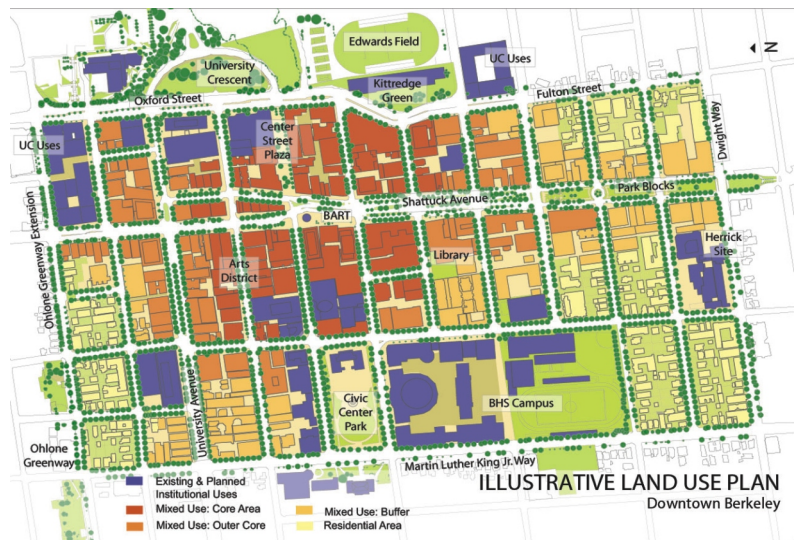 Edwards Field
UC Uses
N
University
Crescent
Kittredge
Green
Oxford Street
Fulton Street
UC Uses
Center
Street
Plaza
Dwight Way
Park Blocks
Shattuck Avenue
BART
Ohlone Greenway Extension
Arts
District
Library
Herrick
Site
University Avenue
Civic
Center
Park
BHS Campus
Ohlone
Greenway
Martin Luther King Jr. Way
ILLUSTRATIVE LAND USE PLAN
Downtown Berkeley
Existing & Planned
Institutional Uses
Mixed Use: Core Area
Mixed Use: Outer Core
Mixed Use: Buffer
Residential Area